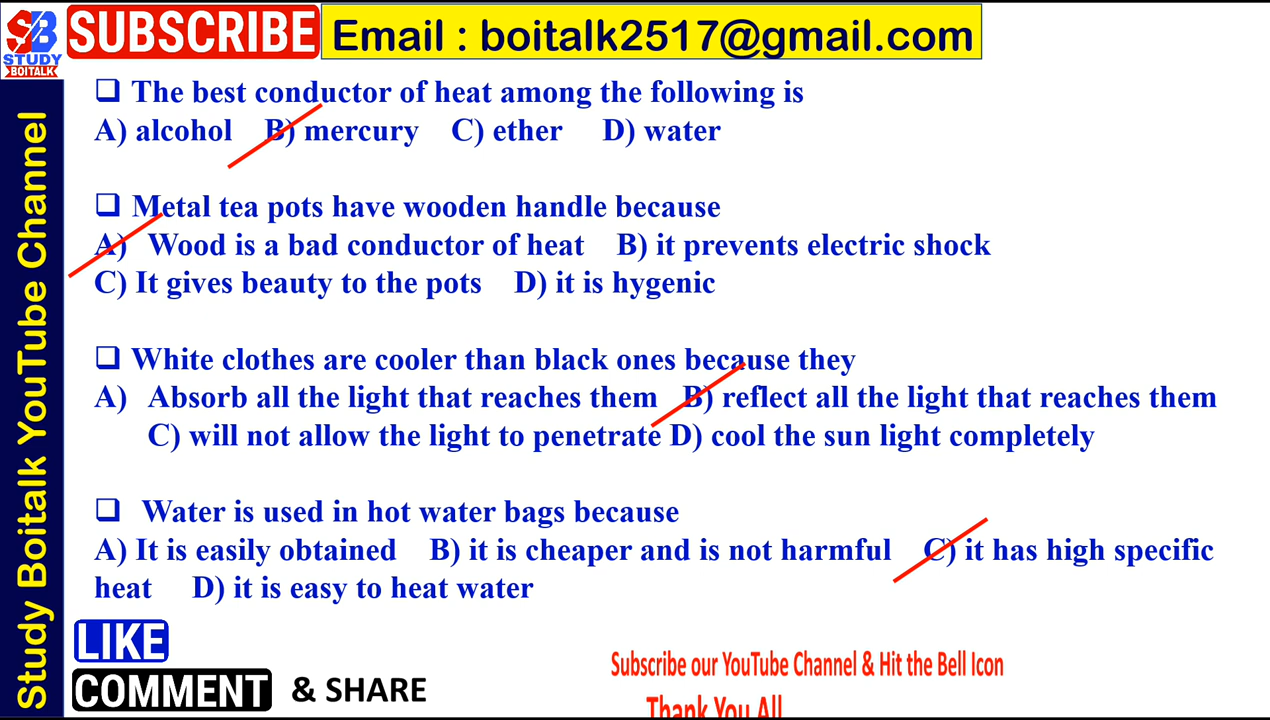 SB SUBSCRIBE Email : boitalk2517@gmail.com
STUDY
BOITALK
Study Boitalk YouTube Channel
❑ The best conductor of heat among the following is
A) alcohol B) mercury C) ether D) water
❑ Metal tea pots have wooden handle because
A) Wood is a bad conductor of heat B) it prevents electric shock
C) It gives beauty to the pots D) it is hygenic
❑ White clothes are cooler than black ones because they
A) Absorb all the light that reaches them B) reflect all the light that reaches them
C) will not allow the light to penetrate D) cool the sun light completely
❑ Water is used in hot water bags because
A) It is easily obtained B) it is cheaper and is not harmful C) it has high specific
heat D) it is easy to heat water
LIKE
COMMENT & SHARE
Subscribe our YouTube Channel & Hit the Bell Icon
Thank You All